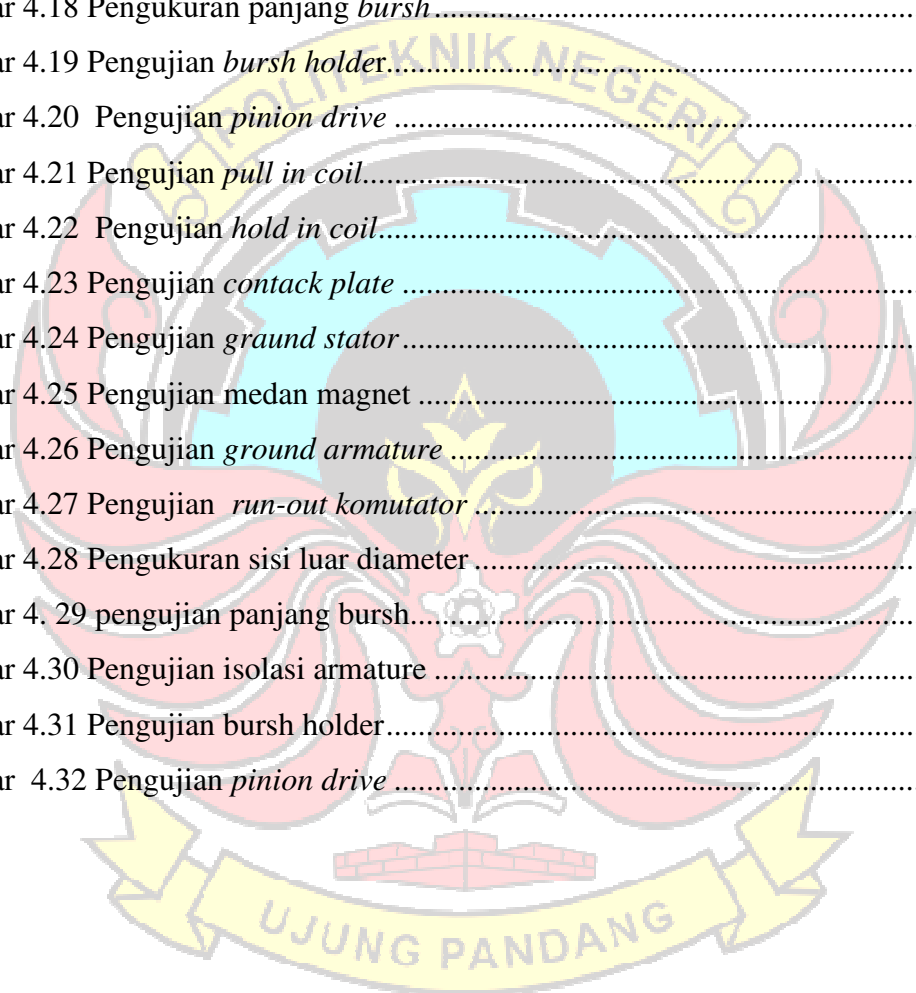 ar 4.18 Pengukuran panjang bursh
ar 4.19 Pengujian bursh holder
ar 4.20 Pengujian pinion drive
ar 4.21 Pengujian pull in coil
ar 4.22 Pengujian hold in coil
ar 4.23 Pengujian contack plate
ar 4.24 Pengujian graund stator
ar 4.25 Pengujian medan magnet
ar 4.26 Pengujian ground armature
ar 4.27 Pengujian run-out komutator
ar 4.28 Pengukuran sisi luar diameter
ar 4. 29 pengujian panjang bursh
ar 4.30 Pengujian isolasi armature
ar 4.31 Pengujian bursh holder
ar 4.32 Pengujian pinion drive
POLITEKNIK NEGERI
UJUNG PANDANG